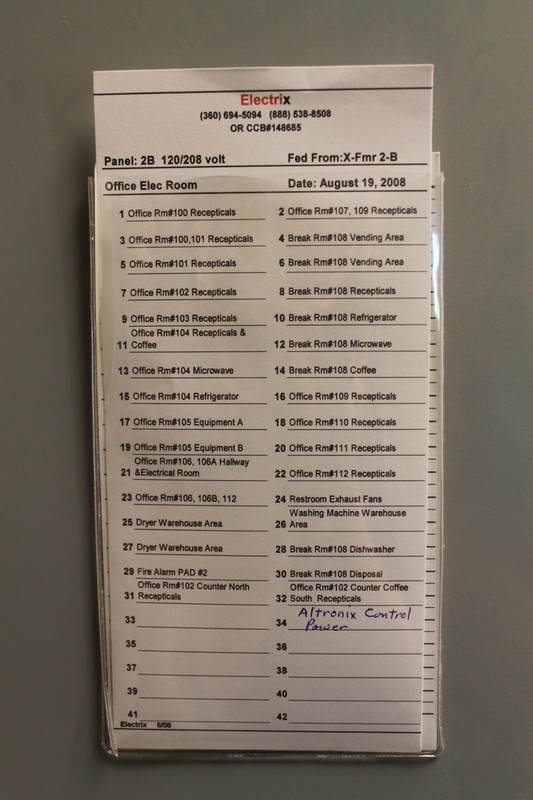 Electrix
(360) 694-5094 (888) 538-8508
OR CCB#148685
Panel: 2B 120/208 volt Fed From:X-Fmr 2-B
Office Elec Room Date: August 19, 2008
1 Office Rm#100 Recepticals 2 Office Rm#107, 109 Recepticals
3 Office Rm#100,101 Recepticals 4 Break Rm#108 Vending Area
5 Office Rm#101 Recepticals 6 Break Rm#108 Vending Area
7 Office Rm#102 Recepticals 8 Break Rm#108 Recepticals
9 Office Rm#103 Recepticals 10 Break Rm#108 Refrigerator
Office Rm#104 Recepticals &
11 Coffee 12 Break Rm#108 Microwave
13 Office Rm#104 Microwave 14 Break Rm#108 Coffee
15 Office Rm#104 Refrigerator 16 Office Rm#109 Recepticals
17 Office Rm#105 Equipment A 18 Office Rm#110 Recepticals
19 Office Rm#105 Equipment B 20 Office Rm#111 Recepticals
Office Rm#106, 106A Hallway
21 &Electrical Room 22 Office Rm#112 Recepticals
23 Office Rm#106, 106B, 112 24 Restroom Exhaust Fans
Washing Machine Warehouse
25 Dryer Warehouse Area 26 Area
27 Dryer Warehouse Area 28 Break Rm#108 Dishwasher
29 Fire Alarm PAD #2 30 Break Rm#108 Disposal
Office Rm#102 Counter North Office Rm#102 Counter Coffee
31 Recepticals 32 South Recepticals
Altronix Control
33 34 Power
35 36
37 38
39 40
41 42
Electrix 8/08